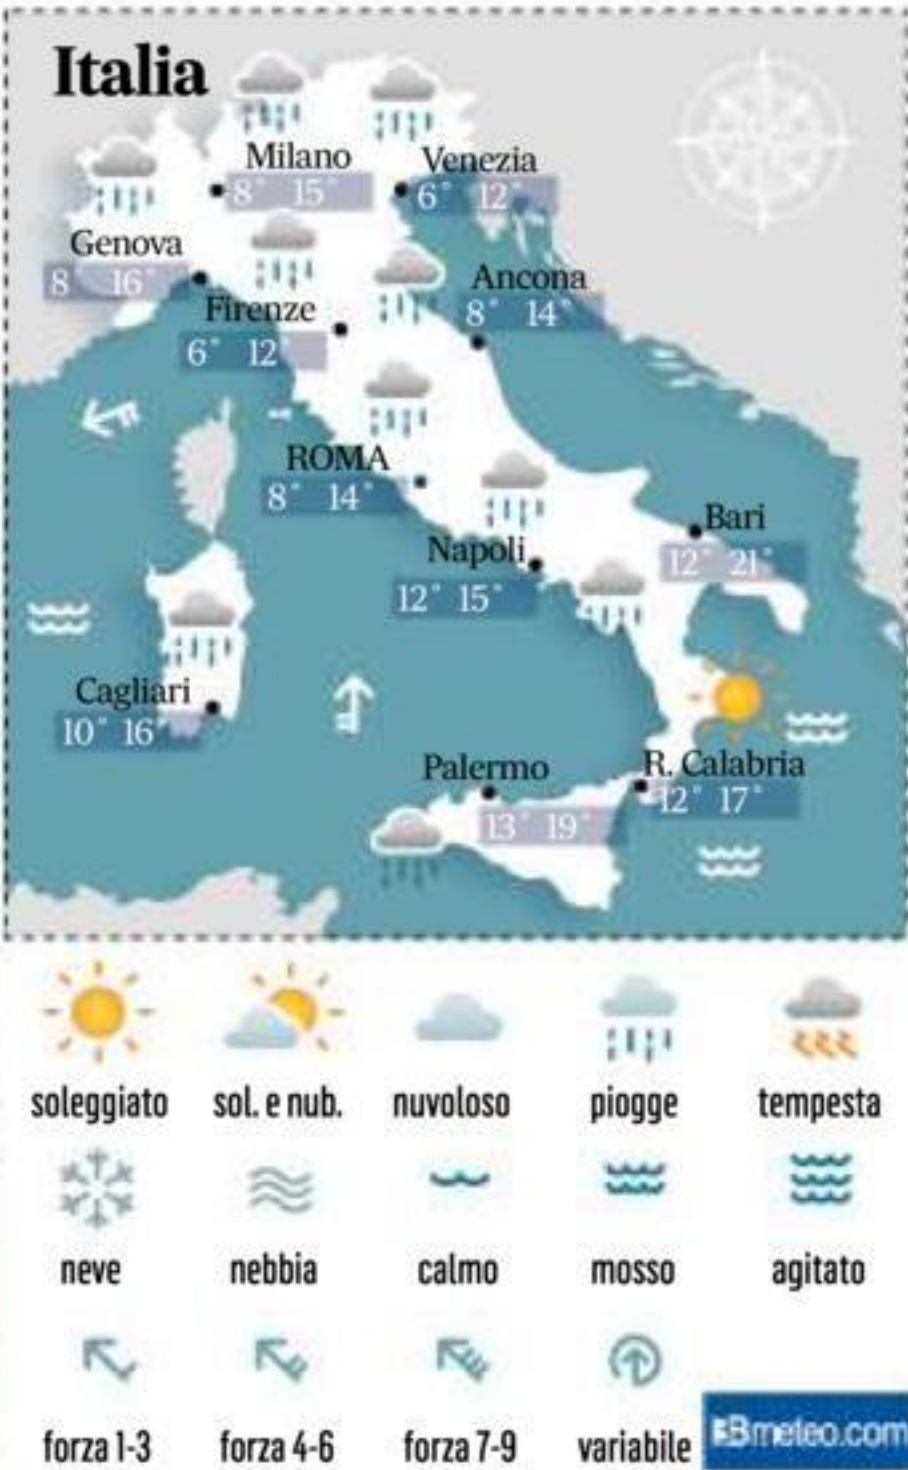 Italia
Milano
8° 15°
Venezia
6° 12°
Genova
8 16°
Ancona
8° 14°
Firenze
6° 12°
ROMA
8° 14°
Bari
12° 21°
Napoli
12° 15°
Cagliari
10° 16°
Palermo
13° 19°
R. Calabria
12° 17°
soleggiato sol. e nub. nuvoloso piogge tempesta
neve nebbia calmo mosso agitato
forza 1-3 forza 4-6 forza 7-9 variabile
3Bmeteo.com